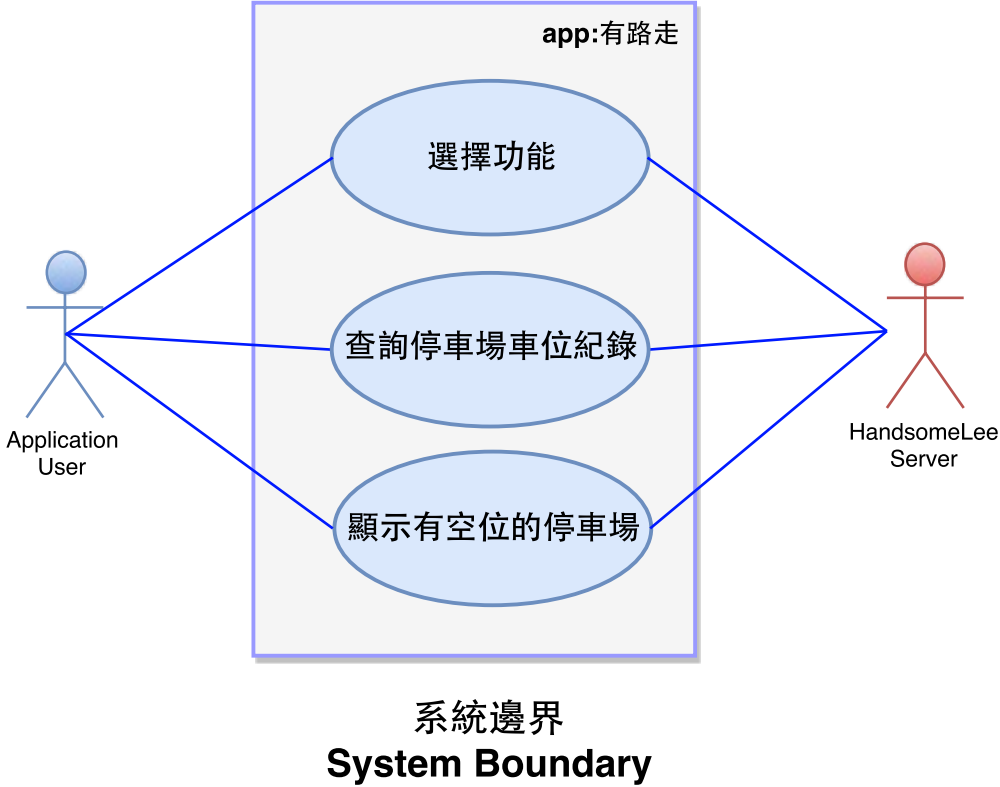 app:有路走
選擇功能
查詢停車場車位紀錄
顯示有空位的停車場
Application
User
HandsomeLee
Server
系統邊界
System Boundary